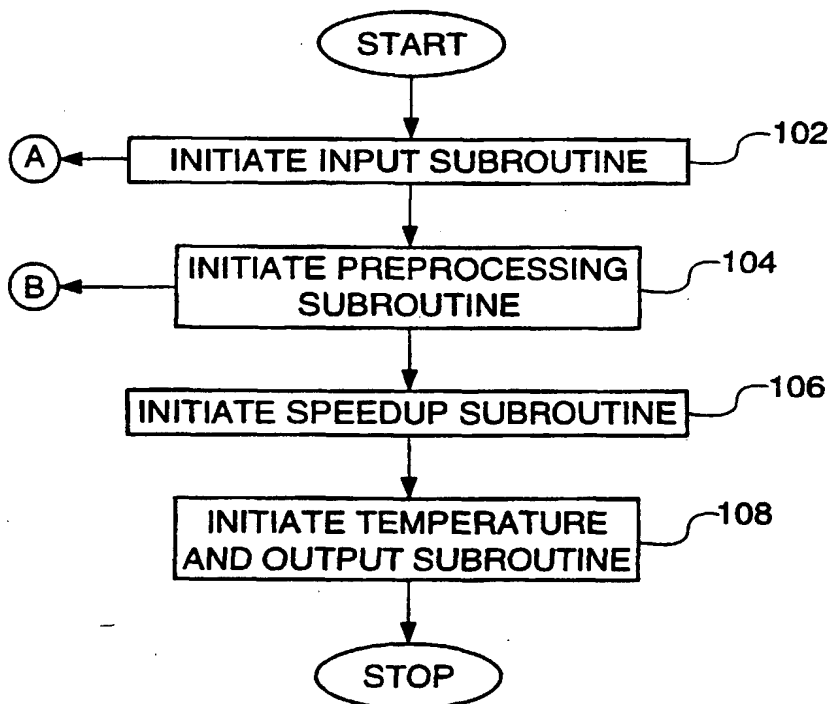 START
102
A
INITIATE INPUT SUBROUTINE
104
B
INITIATE PREPROCESSING
SUBROUTINE
106
INITIATE SPEEDUP SUBROUTINE
108
INITIATE TEMPERATURE
AND OUTPUT SUBROUTINE
STOP